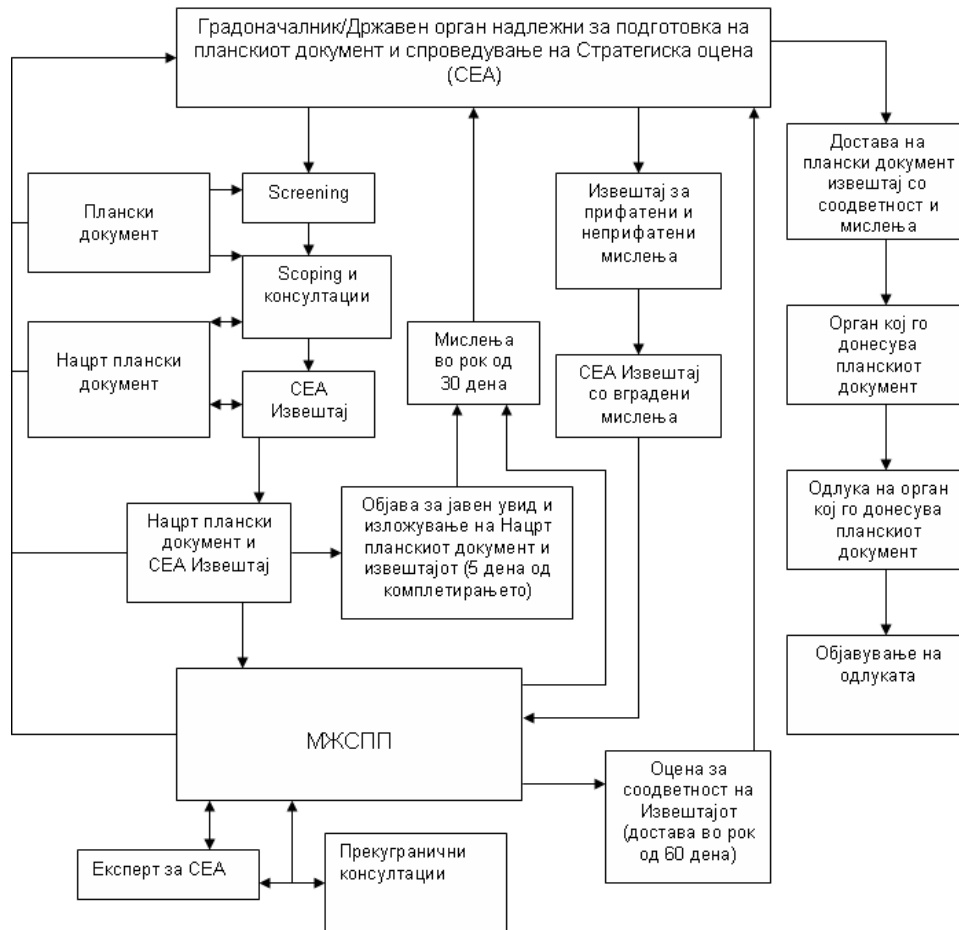 Градоначалник/Државен орган надлежни за подготовка на
планскиот документ и спроведување на Стратегиска оцена
(СЕА)
Плански
документ
Screening
Scoping и
консултации
Нацрт плански
документ
СЕА
Извештај
Нацрт плански
документ и
СЕА Извештај
Објава за јавен увид и
изложување на Нацрт
планскиот документ и
извештајот (5 дена од
комплетирањето)
Мислења
во рок од
30 дена
Извештај за
прифатени и
неприфатени
мислења
СЕА Извештај
со вградени
мислења
МЖСПП
Експерт за СЕА
Прекугранични
консултации
Оцена за
соодветност на
Извештајот
(достава во рок
од 60 дена)
Достава на
плански документ
извештај со
соодветност и
мислења
Орган кој го
донесува
планскиот
документ
Одлука на орган
кој го донесува
планскиот
документ
Објавување на
одлуката